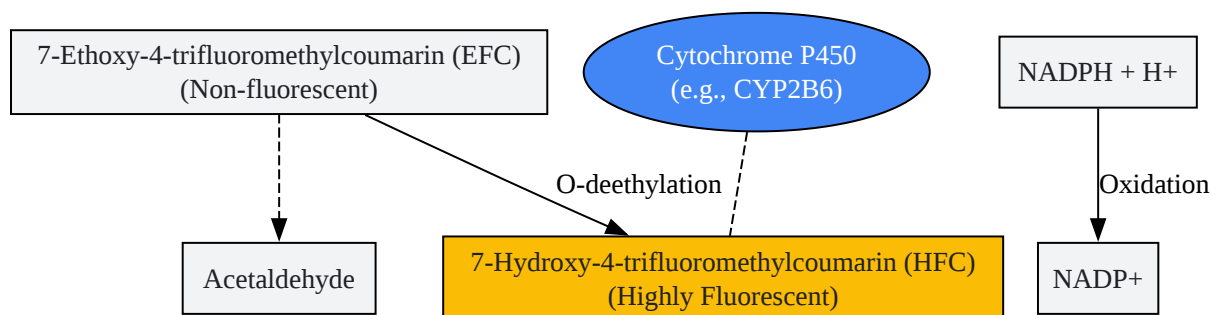 7-Ethoxy-4-trifluoromethylcoumarin (EFC)
(Non-fluorescent)
Cytochrome P450
(e.g., CYP2B6)
NADPH + H+
O-deethylation
Oxidation
Acetaldehyde
7-Hydroxy-4-trifluoromethylcoumarin (HFC)
(Highly Fluorescent)
NADP+